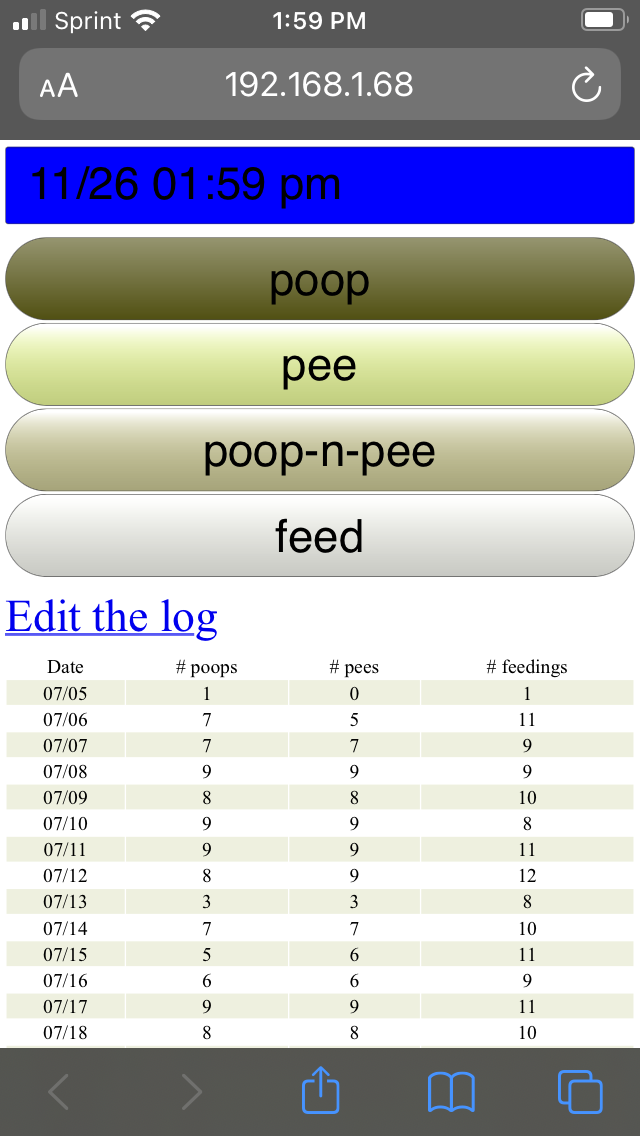 Sprint 1:59 PM
AA 192.168.1.68
11/26 01:59 pm
poop
pee
poop-n-pee
feed
Edit the log
Date # poops # pees # feedings
07/05 1 0 1
07/06 7 5 11
07/07 7 7 9
07/08 9 9 9
07/09 8 8 10
07/10 9 9 8
07/11 9 9 11
07/12 8 9 12
07/13 3 3 8
07/14 7 7 10
07/15 5 6 11
07/16 6 6 9
07/17 9 9 11
07/18 8 8 10